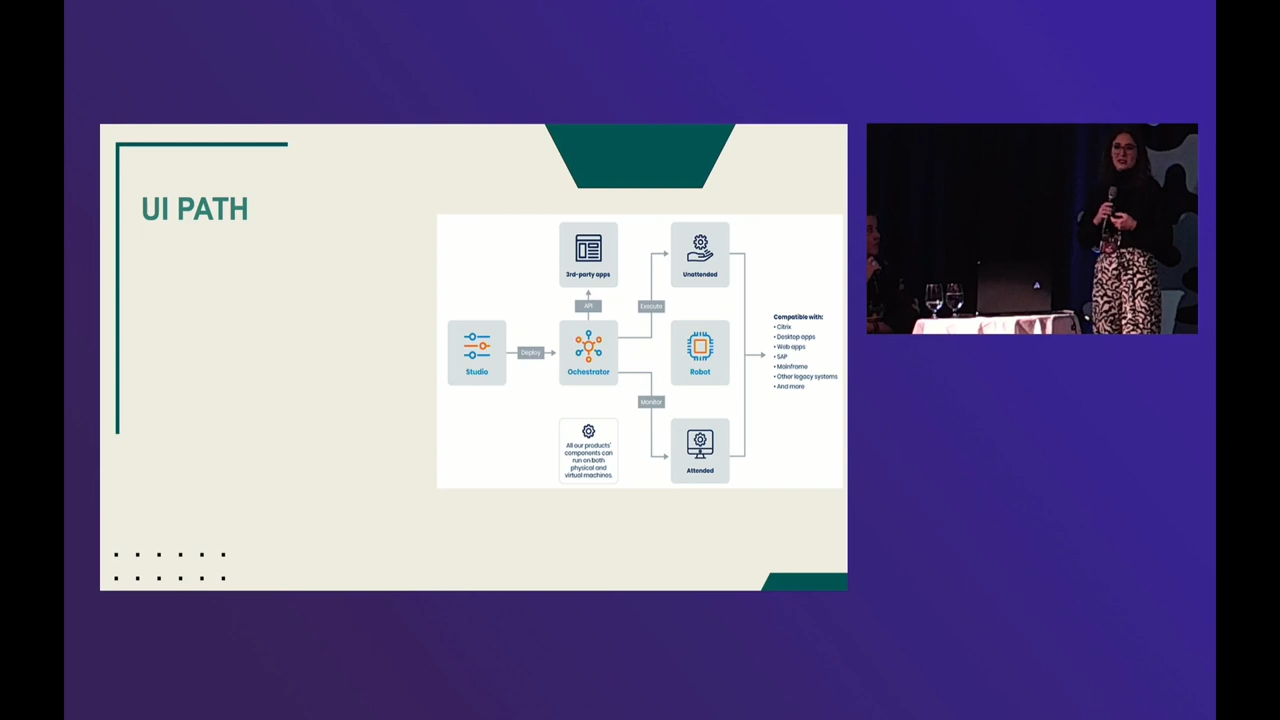 UI PATH
3rd-party apps
Unattended
API
Execute
Studio
Deploy
Ochestrator
Robot
Monitor
Attended
All our products'
components can
run on both
physical and
virtual machines.
Compatible with:
• Citrix
• Desktop apps
• Web apps
• SAP
• Mainframe
• Other legacy systems
• And more